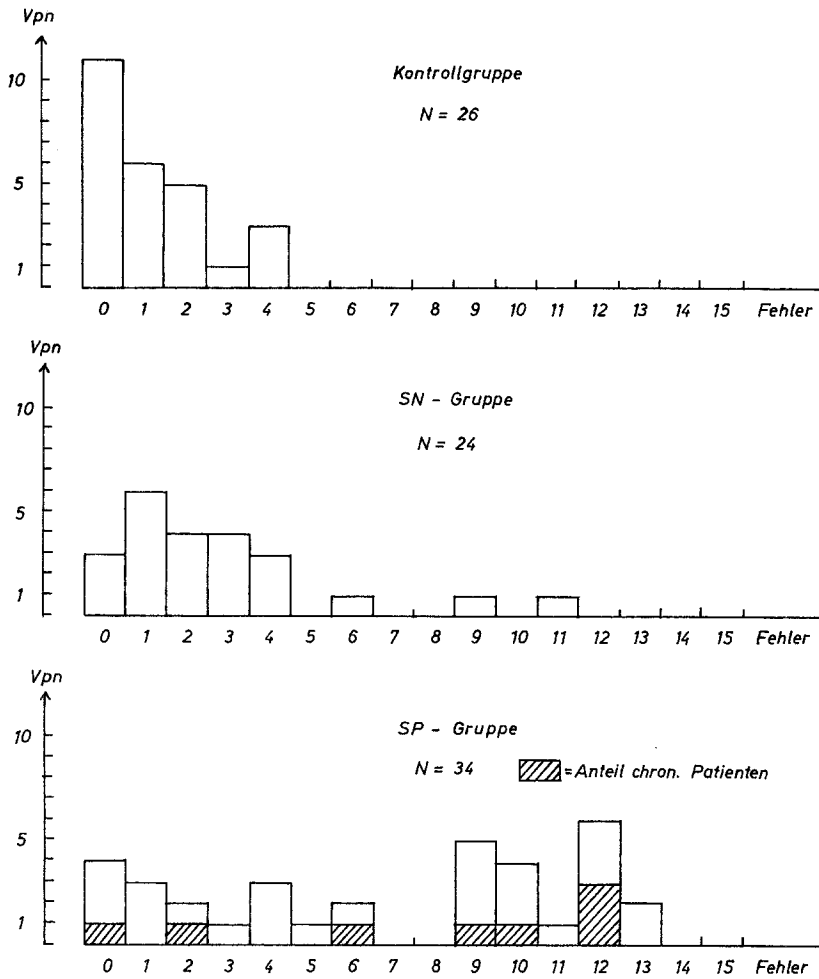 Vpn
Kontrollgruppe
N = 26
10
5
1
0 1 2 3 4 5 6 7 8 9 10 11 12 13 14 15 Fehler
Vpn
SN - Gruppe
N = 24
10
5
1
0 1 2 3 4 5 6 7 8 9 10 11 12 13 14 15 Fehler
Vpn
SP - Gruppe
N = 34 = Anteil chron. Patienten
10
5
1
0 1 2 3 4 5 6 7 8 9 10 11 12 13 14 15 Fehler